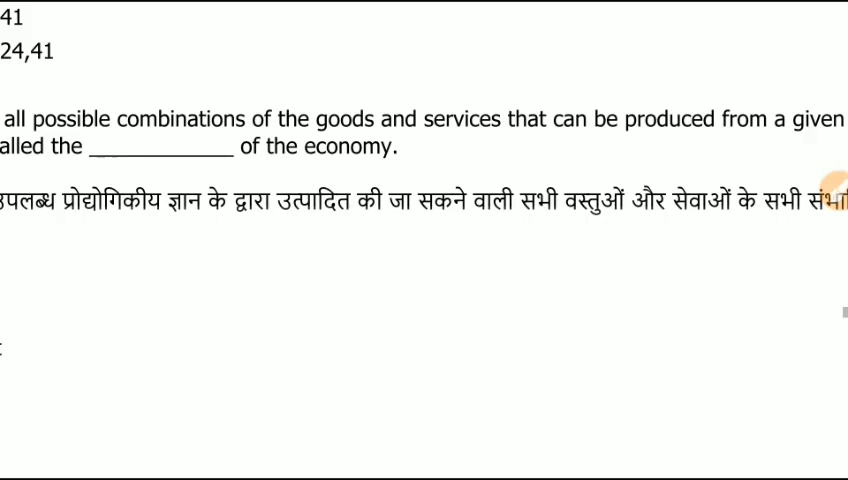 41
24,41
all possible combinations of the goods and services that can be produced from a given
alled the _____________ of the economy.
उपलब्ध प्रोद्योगिकीय ज्ञान के द्वारा उत्पादित की जा सकने वाली सभी वस्तुओं और सेवाओं के सभी